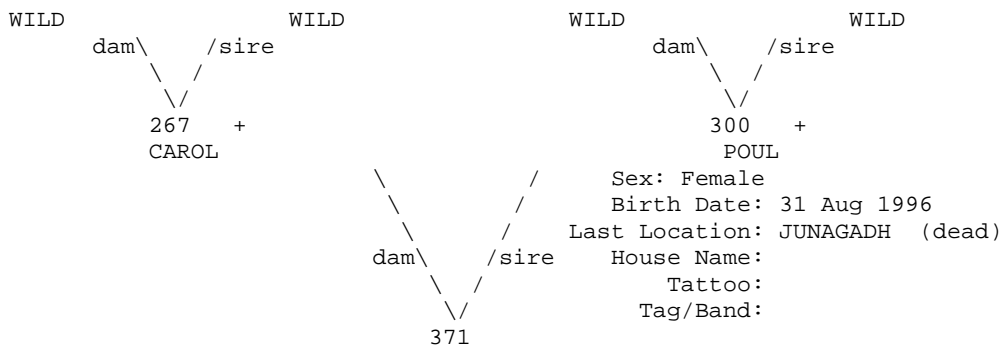 WILD WILD WILD WILD
dam\ /sire dam\ /sire
\ / \ /
\/ \/
267 + 300 +
CAROL POUL
\ / Sex: Female
\ / Birth Date: 31 Aug 1996
\ / Last Location: JUNAGADH (dead)
dam\ /sire House Name:
\ / Tattoo:
\/ Tag/Band:
371